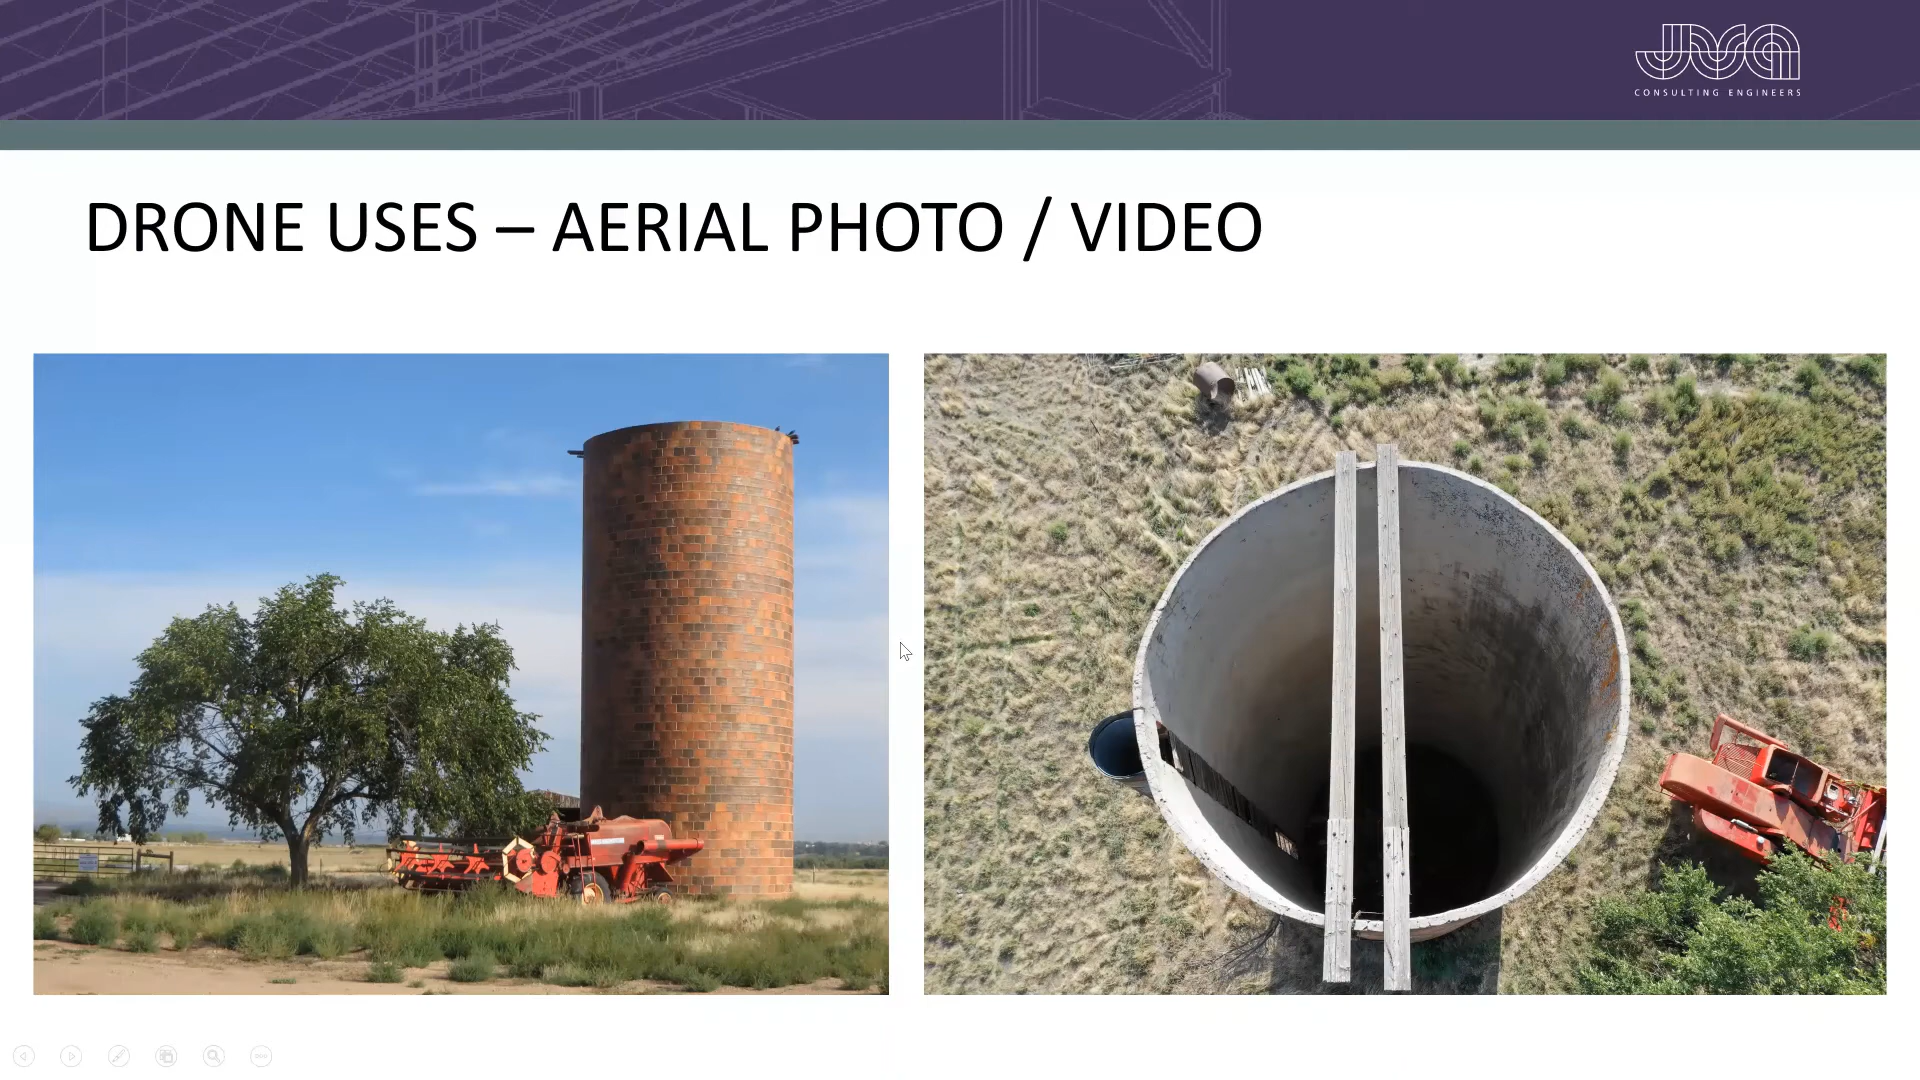 JVA
CONSULTING ENGINEERS
DRONE USES – AERIAL PHOTO / VIDEO